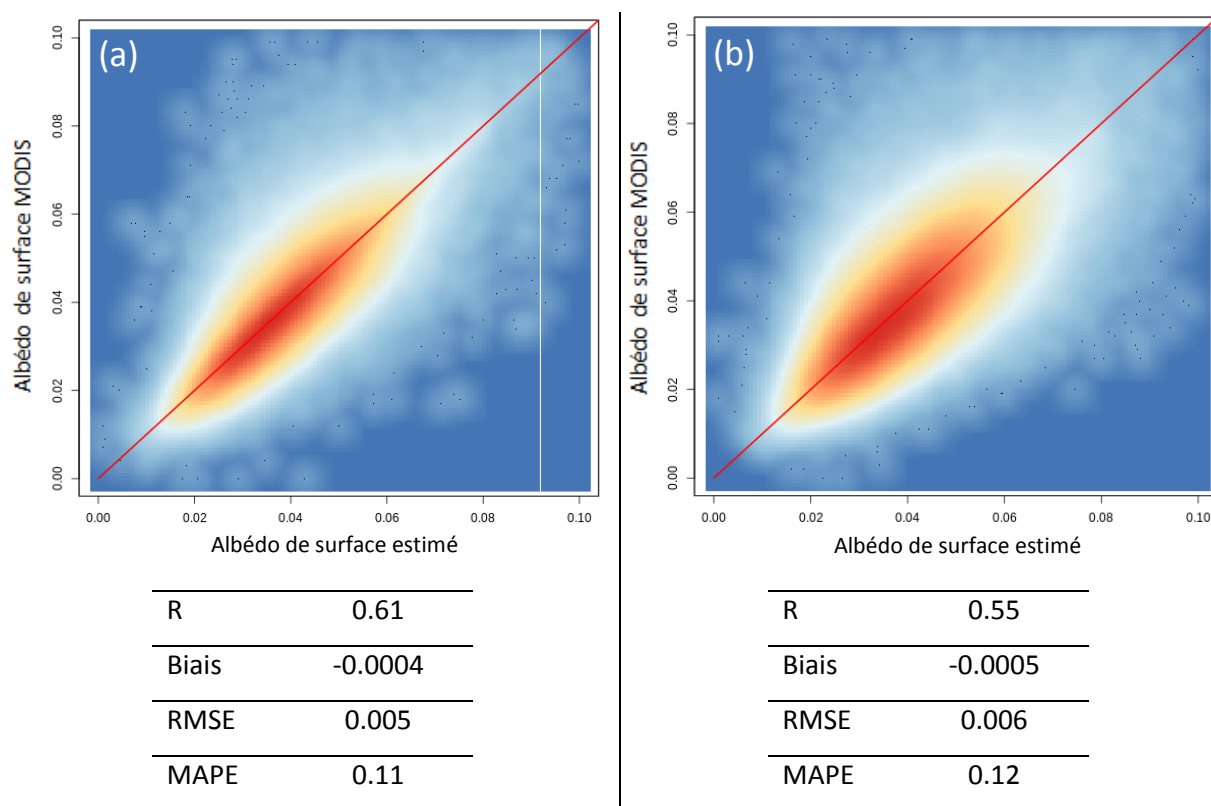 (a)
Albédo de surface MODIS
0.10
0.08
0.06
0.04
0.02
0.00
0.00 0.02 0.04 0.06 0.08 0.10
Albédo de surface estimé
R 0.61
Biais -0.0004
RMSE 0.005
MAPE 0.11
(b)
Albédo de surface MODIS
0.10
0.08
0.06
0.04
0.02
0.00
0.00 0.02 0.04 0.06 0.08 0.10
Albédo de surface estimé
R 0.55
Biais -0.0005
RMSE 0.006
MAPE 0.12